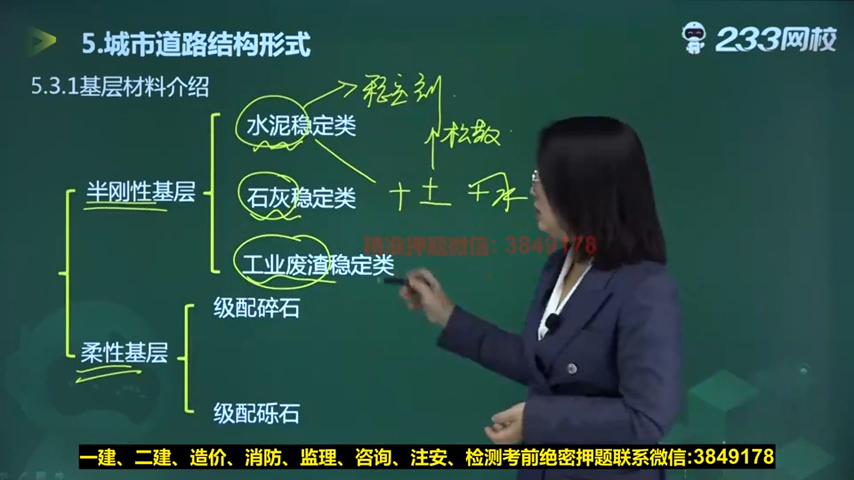 5.城市道路结构形式
233网校
5.3.1基层材料介绍
稳定剂
水泥稳定类
松散
半刚性基层
石灰稳定类
+土 +水
精准押题微信: 3849178
工业废渣稳定类
级配碎石
柔性基层
级配砾石
一建、二建、造价、消防、监理、咨询、注安、检测考前绝密押题联系微信:3849178